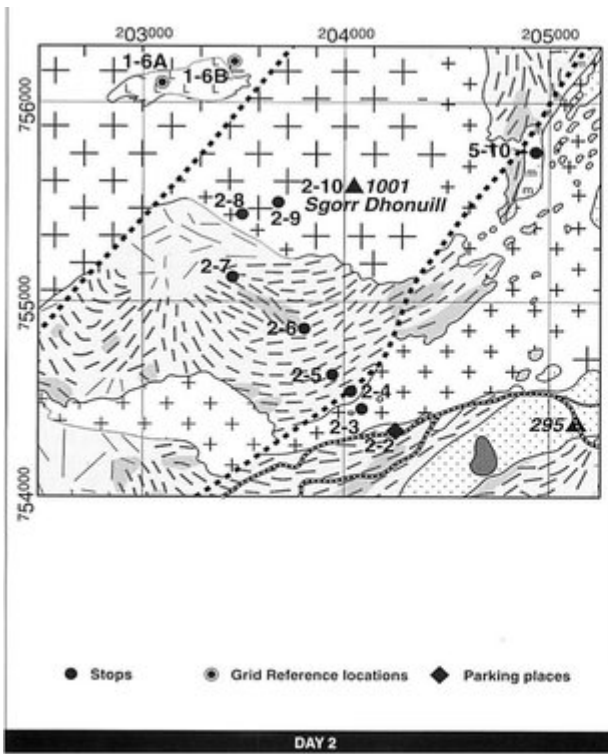 203000 204000 205000
756000
1-6A
1-6B
5-10
2-10 1001
Sgorr Dhonuill
2-8
2-9
m
m
2-7
755000
2-6
2-5
2-4
2-3
2-2
295
754000
Stops Grid Reference locations Parking places
DAY 2